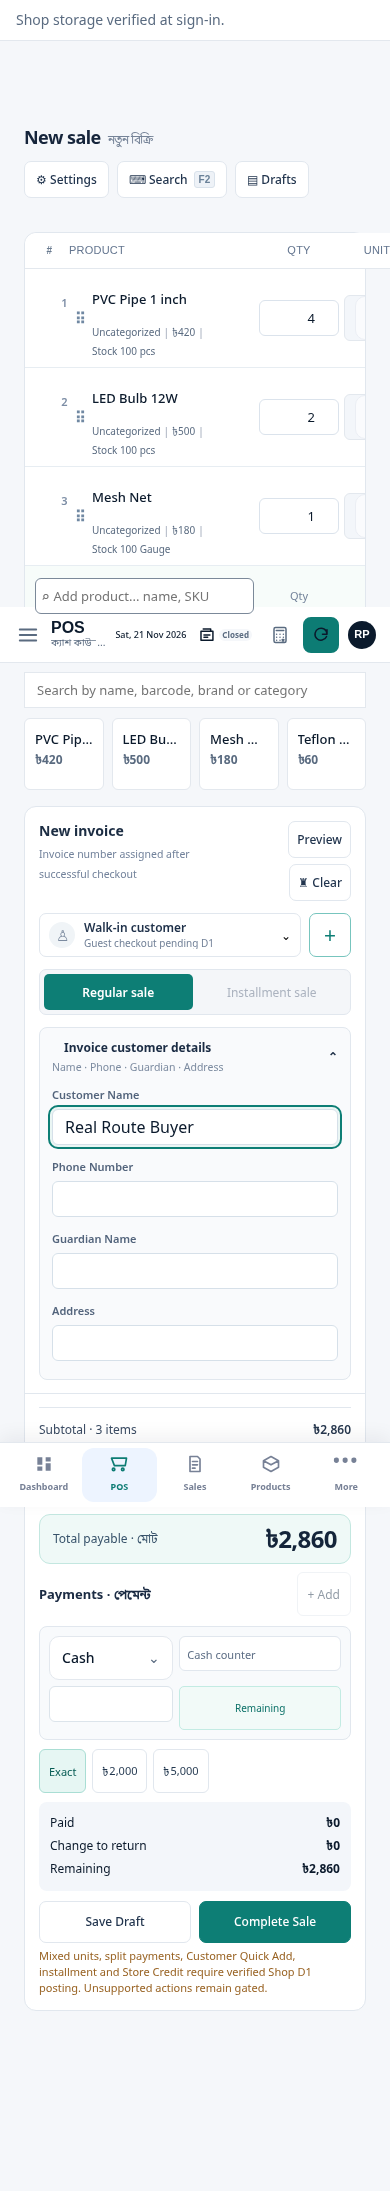 Shop storage verified at sign-in.
New sale নতুন বিক্রি
⚙ Settings
⌨ Search F2
▤ Drafts
# PRODUCT QTY UNIT
1 PVC Pipe 1 inch 4
Uncategorized | ৳420 |
Stock 100 pcs
2 LED Bulb 12W 2
Uncategorized | ৳500 |
Stock 100 pcs
3 Mesh Net 1
Uncategorized | ৳180 |
Stock 100 Gauge
⌕ Add product... name, SKU Qty
POS
Sat, 21 Nov 2026 Closed RP
Search by name, barcode, brand or category
PVC Pip... LED Bu... Mesh ... Teflon ...
৳420 ৳500 ৳180 ৳60
New invoice
Preview
Invoice number assigned after
successful checkout
♜ Clear
Walk-in customer
Guest checkout pending D1
+
Regular sale Installment sale
Invoice customer details
Name · Phone · Guardian · Address
Customer Name
Real Route Buyer
Phone Number
Guardian Name
Address
Subtotal · 3 items ৳2,860
Dashboard POS Sales Products More
Total payable · মোট ৳2,860
Payments · পেমেন্ট + Add
Cash Cash counter
Remaining
Exact ৳2,000 ৳5,000
Paid ৳0
Change to return ৳0
Remaining ৳2,860
Save Draft Complete Sale
Mixed units, split payments, Customer Quick Add,
installment and Store Credit require verified Shop D1
posting. Unsupported actions remain gated.